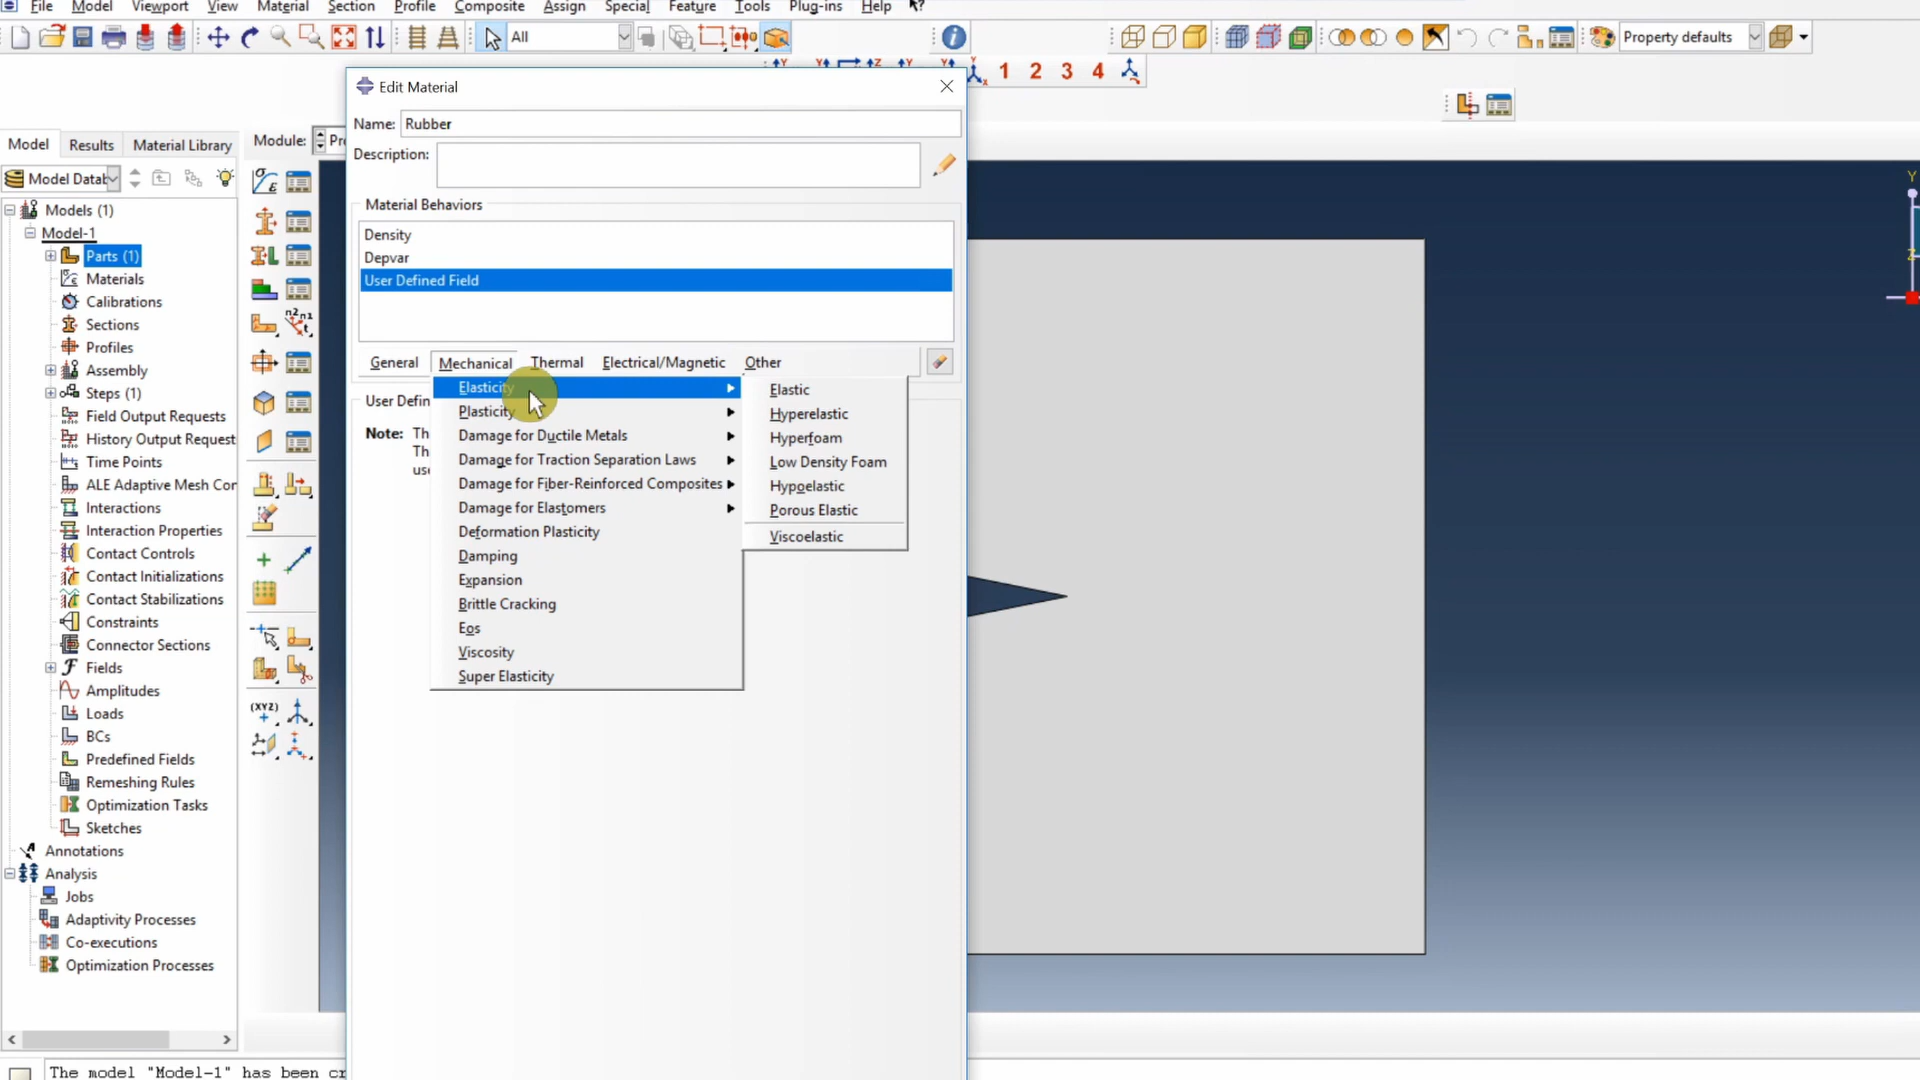 File Model Viewport View Material Section Profile Composite Assign Special Feature Tools Plug-ins Help
All
Property defaults
1 2 3 4
Edit Material
Name: Rubber
Description:
Material Behaviors
Density
Depvar
User Defined Field
General Mechanical Thermal Electrical/Magnetic Other
User Defin
Note: Th
Th
use
Elasticity
Plasticity
Damage for Ductile Metals
Damage for Traction Separation Laws
Damage for Fiber-Reinforced Composites
Damage for Elastomers
Deformation Plasticity
Damping
Expansion
Brittle Cracking
Eos
Viscosity
Super Elasticity
Elastic
Hyperelastic
Hyperfoam
Low Density Foam
Hypoelastic
Porous Elastic
Viscoelastic
Model Results Material Library
Module: Pr
Model Datab
Models (1)
Model-1
Parts (1)
Materials
Calibrations
Sections
Profiles
Assembly
Steps (1)
Field Output Requests
History Output Request
Time Points
ALE Adaptive Mesh Cor
Interactions
Interaction Properties
Contact Controls
Contact Initializations
Contact Stabilizations
Constraints
Connector Sections
Fields
Amplitudes
Loads
BCs
Predefined Fields
Remeshing Rules
Optimization Tasks
Sketches
Annotations
Analysis
Jobs
Adaptivity Processes
Co-executions
Optimization Processes
(XYZ)
Y
Z
The model "Model-1" has been cr